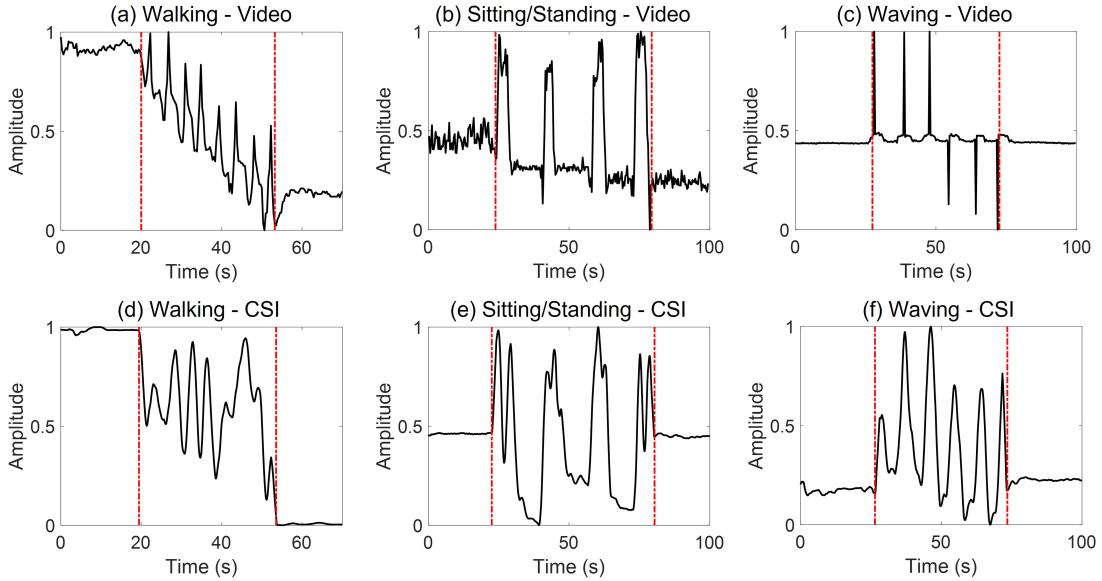 (a) Walking - Video
(b) Sitting/Standing - Video
(c) Waving - Video
1
0.5
0
Amplitude
0 20 40 60
Time (s)
1
0.5
0
Amplitude
0 50 100
Time (s)
1
0.5
0
Amplitude
0 50 100
Time (s)
(d) Walking - CSI
(e) Sitting/Standing - CSI
(f) Waving - CSI
1
0.5
0
Amplitude
0 20 40 60
Time (s)
1
0.5
0
Amplitude
0 50 100
Time (s)
1
0.5
0
Amplitude
0 50 100
Time (s)